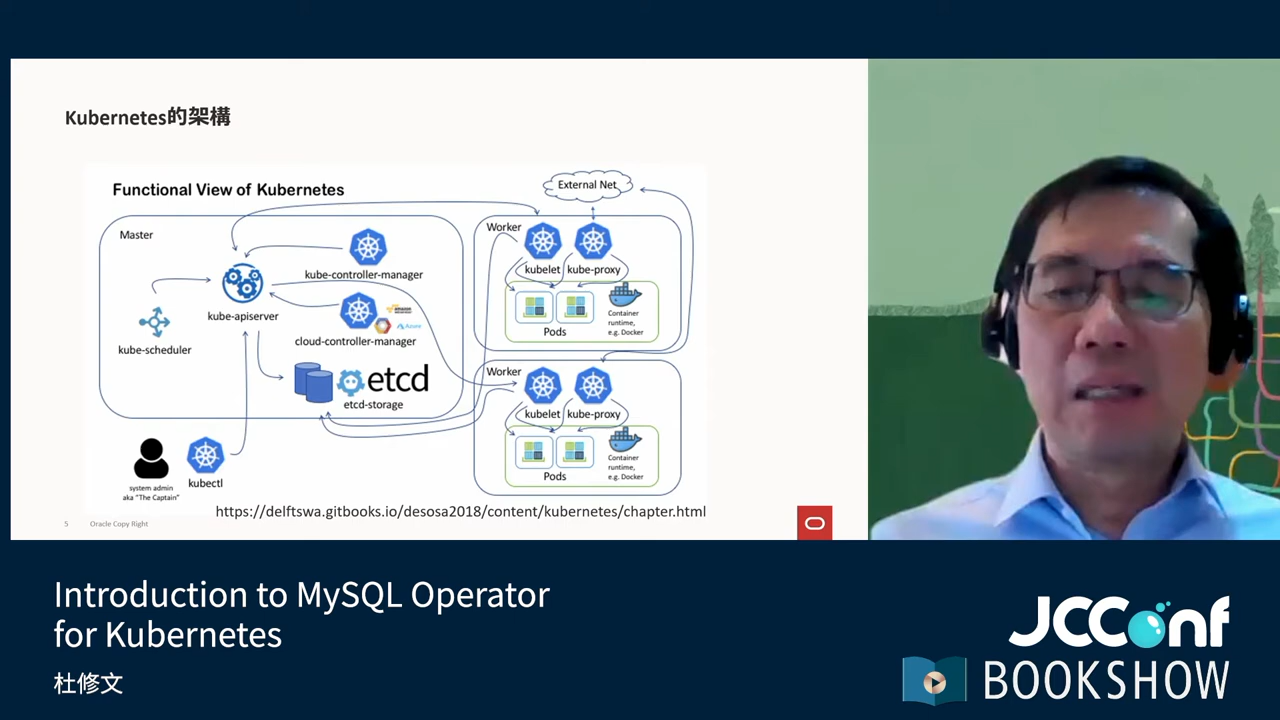 Kubernetes的架構
Functional View of Kubernetes
External Net
Master
kube-controller-manager
kube-apiserver
amazon
Azure
cloud-controller-manager
kube-scheduler
etcd
etcd-storage
system admin
aka "The Captain"
kubectl
Worker
kubelet
kube-proxy
Pods
Container
runtime,
e.g. Docker
Worker
kubelet
kube-proxy
Pods
Container
runtime,
e.g. Docker
https://delftswa.gitbooks.io/desosa2018/content/kubernetes/chapter.html
5
Oracle Copy Right
Introduction to MySQL Operator
for Kubernetes
杜修文
JCConf
BOOKSHOW